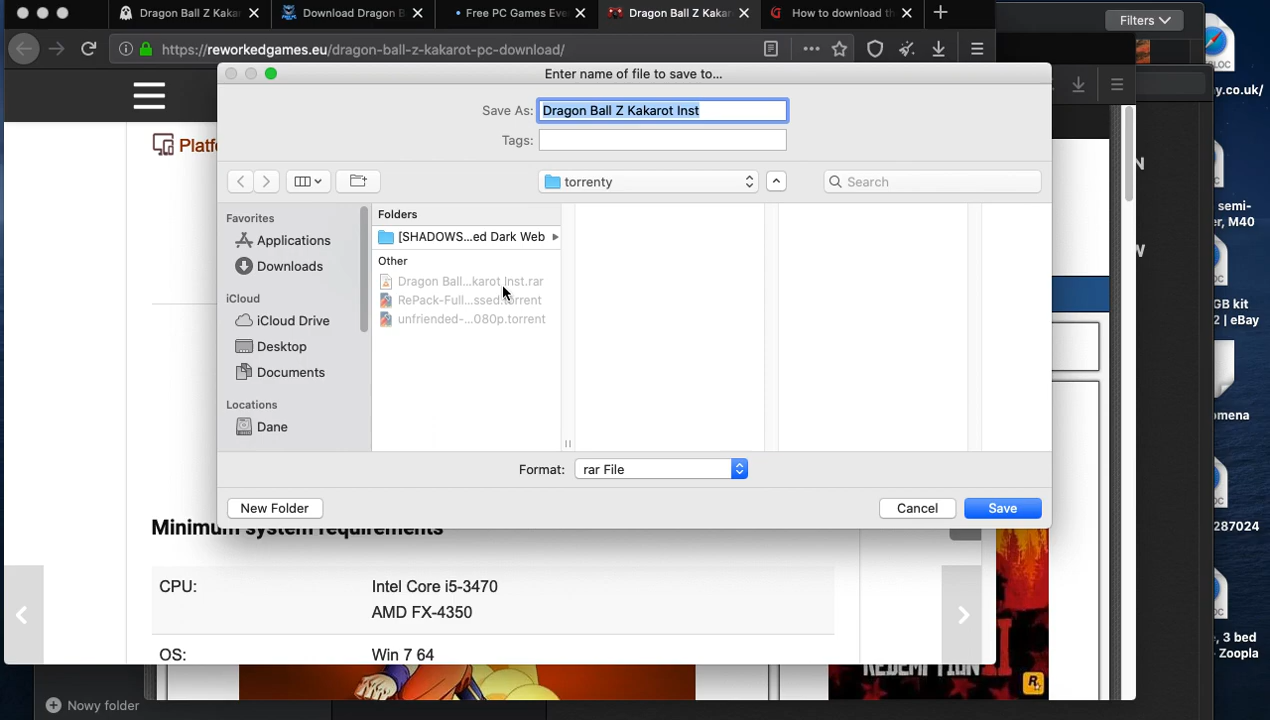 Dragon Ball Z Kakar
Download Dragon B
Free PC Games Eve
Dragon Ball Z Kakar
How to download th
Filters
https://reworkedgames.eu/dragon-ball-z-kakarot-pc-download/
y.co.uk/
Enter name of file to save to...
Save As: Dragon Ball Z Kakarot Inst
Tags:
Platf
torrenty
Search
Favorites
Applications
Downloads
iCloud
iCloud Drive
Desktop
Documents
Locations
Dane
Folders
[SHADOWS...ed Dark Web
Other
Dragon Ball...karot Inst.rar
RePack-Full...ssed.torrent
unfriended-...080p.torrent
Format: rar File
New Folder
Cancel
Save
N
W
semi-
r, M40
GB kit
2 | eBay
omena
287024
, 3 bed
Zoopla
Minimum system requirements
CPU: Intel Core i5-3470
AMD FX-4350
OS: Win 7 64
REDEMPTION II
R
Nowy folder